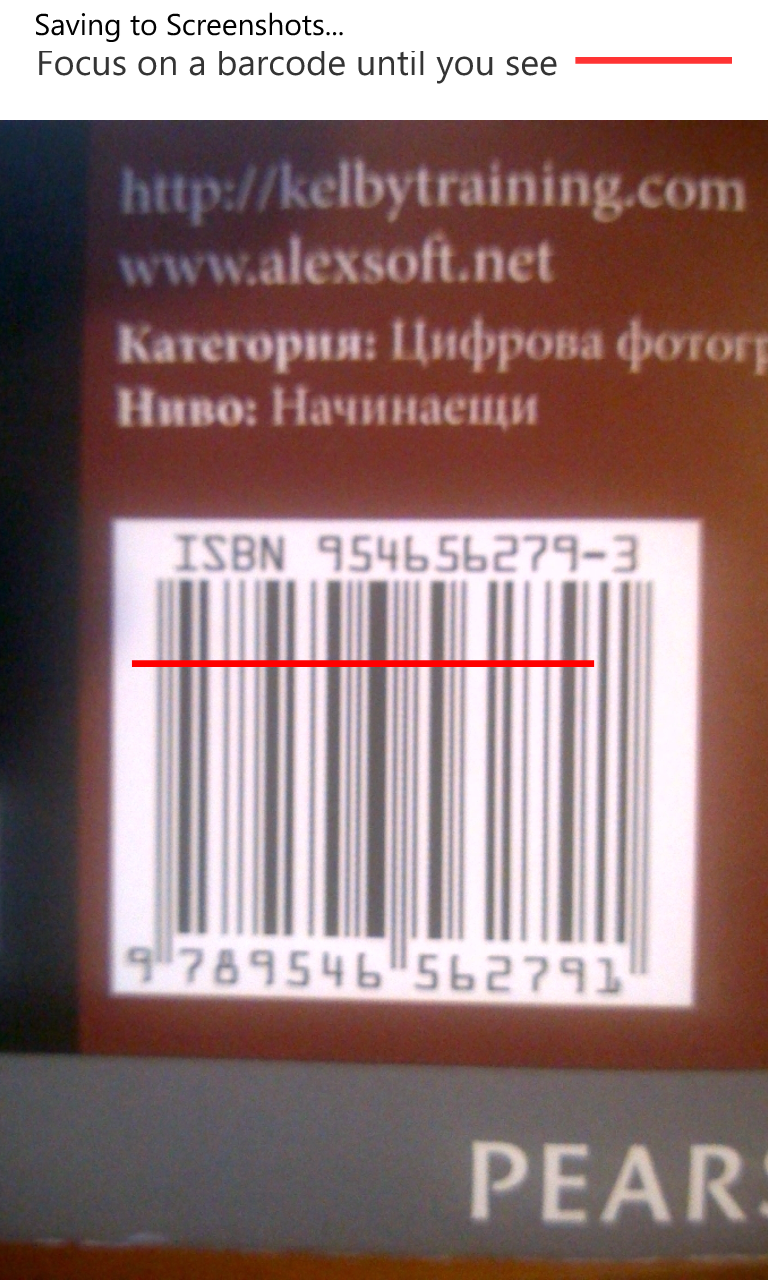 Saving to Screenshots...
Focus on a barcode until you see
http://kelbytraining.com
www.alexsoft.net
Категория: Цифрова фотогр
Ниво: Начинаещи
ISBN 954656279-3
9 789546 562791
PEARS